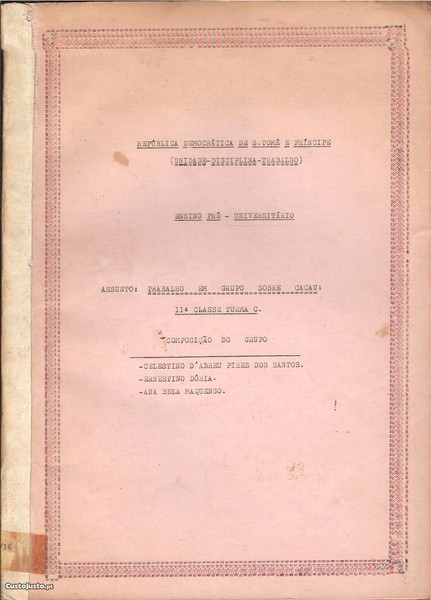 REPÚBLICA DEMOCRÁTICA DE S.TOMÉ E PRÍNCIPE
(UNIDADE-DISCIPLINA-TRABALHO)
ENSINO PRÉ - UNIVERSITÁRIO
ASSUNTO: TRABALHO EM GRUPO SOBRE CACAU:
11ª CLASSE TURMA C.
COMPOSIÇÃO DO GRUPO
-CELESTINO D'ABREU PIRES DOS SANTOS.
-ERNESTINO DÓRIA.
-ANA BELA MAQUENGO.
Custojusto.pt